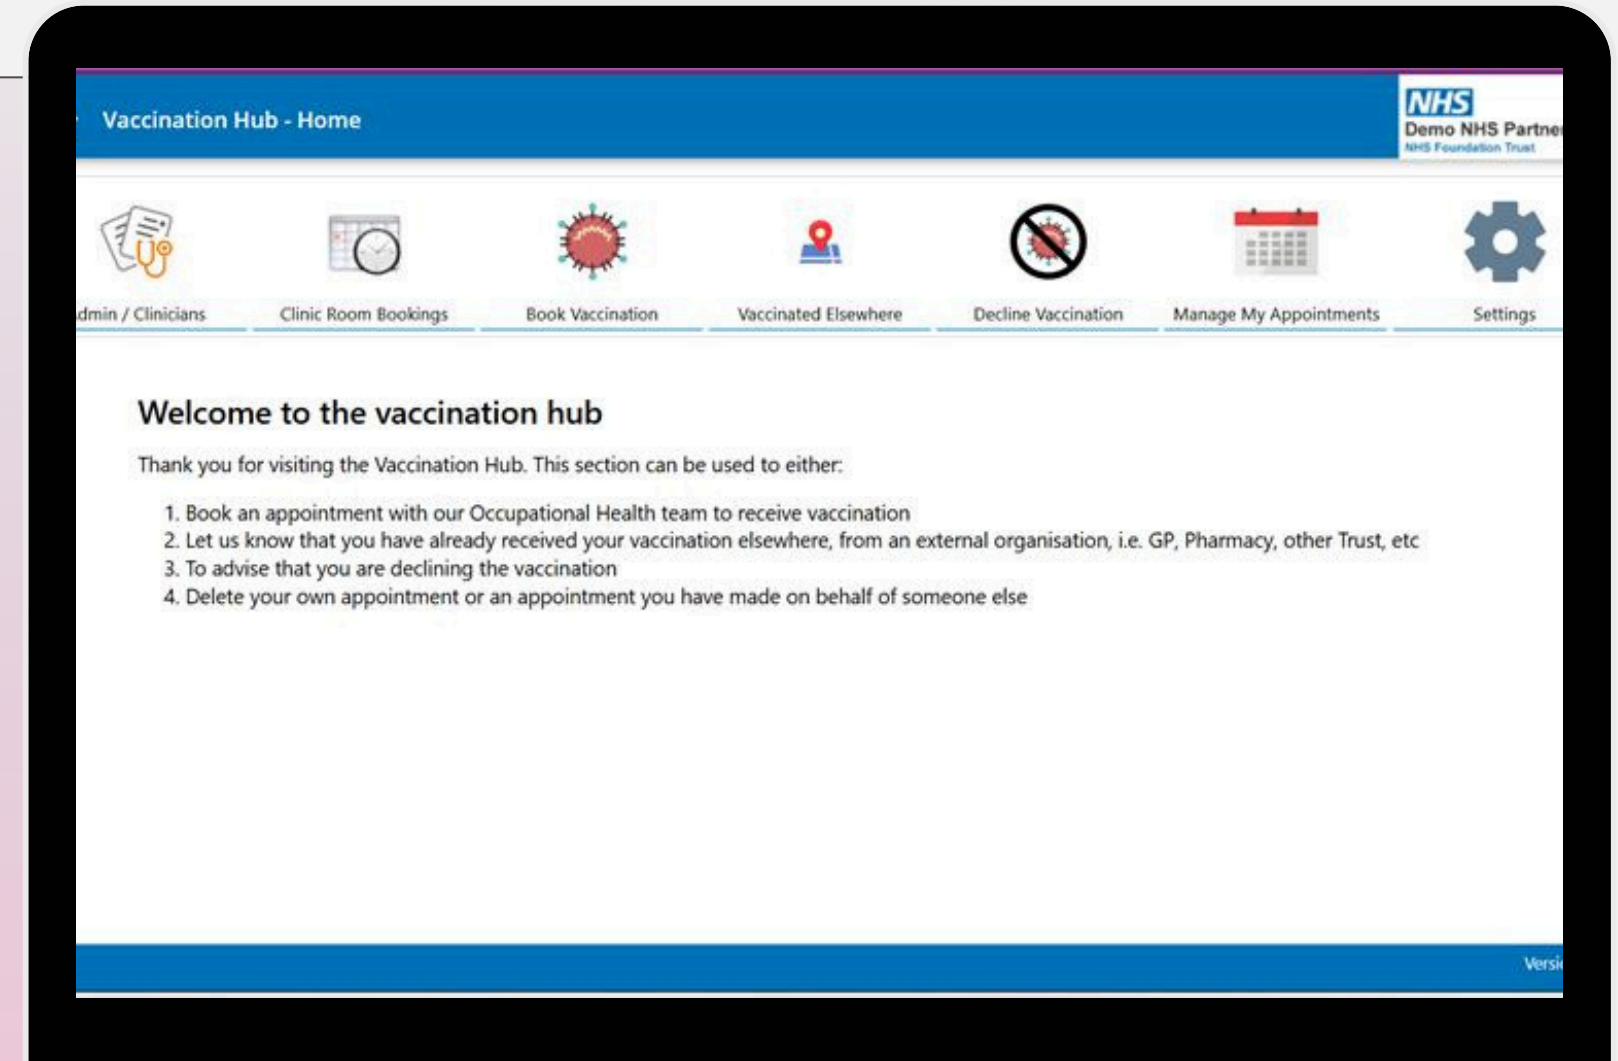 Vaccination Hub - Home
NHS
Demo NHS Partner
NHS Foundation Trust
dmin / Clinicians
Clinic Room Bookings
Book Vaccination
Vaccinated Elsewhere
Decline Vaccination
Manage My Appointments
Settings
Welcome to the vaccination hub
Thank you for visiting the Vaccination Hub. This section can be used to either:
1. Book an appointment with our Occupational Health team to receive vaccination
2. Let us know that you have already received your vaccination elsewhere, from an external organisation, i.e. GP, Pharmacy, other Trust, etc
3. To advise that you are declining the vaccination
4. Delete your own appointment or an appointment you have made on behalf of someone else
Versi